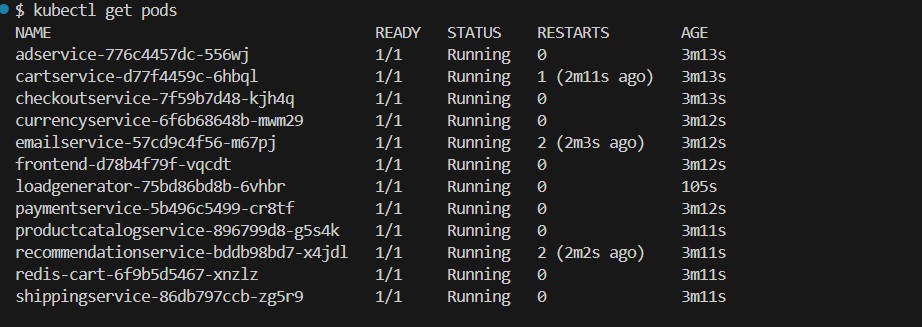 $ kubectl get pods
NAME READY STATUS RESTARTS AGE
adservice-776c4457dc-556wj 1/1 Running 0 3m13s
cartservice-d77f4459c-6hbql 1/1 Running 1 (2m11s ago) 3m13s
checkoutservice-7f59b7d48-kjh4q 1/1 Running 0 3m13s
currencyservice-6f6b68648b-mwm29 1/1 Running 0 3m12s
emailservice-57cd9c4f56-m67pj 1/1 Running 2 (2m3s ago) 3m12s
frontend-d78b4f79f-vqcdt 1/1 Running 0 3m12s
loadgenerator-75bd86bd8b-6vhbr 1/1 Running 0 105s
paymentservice-5b496c5499-cr8tf 1/1 Running 0 3m12s
productcatalogservice-896799d8-g5s4k 1/1 Running 0 3m11s
recommendationservice-bddb98bd7-x4jdl 1/1 Running 2 (2m2s ago) 3m11s
redis-cart-6f9b5d5467-xnzlz 1/1 Running 0 3m11s
shippingservice-86db797ccb-zg5r9 1/1 Running 0 3m11s